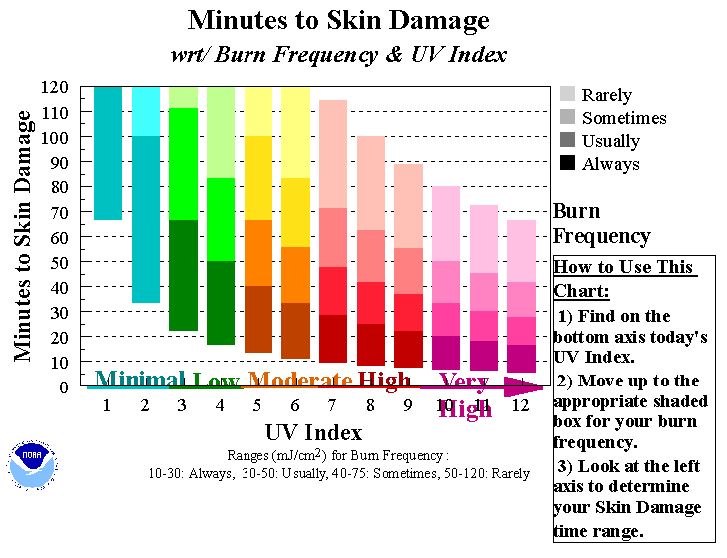 Minutes to Skin Damage
wrt/ Burn Frequency & UV Index
Minutes to Skin Damage
120
110
100
90
80
70
60
50
40
30
20
10
0
Rarely
Sometimes
Usually
Always
Burn
Frequency
Minimal Low Moderate High Very
High
1 2 3 4 5 6 7 8 9 10 11 12
UV Index
Ranges (mJ/cm2) for Burn Frequency :
10-30: Always, 20-50: Usually, 40-75: Sometimes, 50-120: Rarely
NOAA
How to Use This
Chart:
1) Find on the
bottom axis today's
UV Index.
2) Move up to the
appropriate shaded
box for your burn
frequency.
3) Look at the left
axis to determine
your Skin Damage
time range.